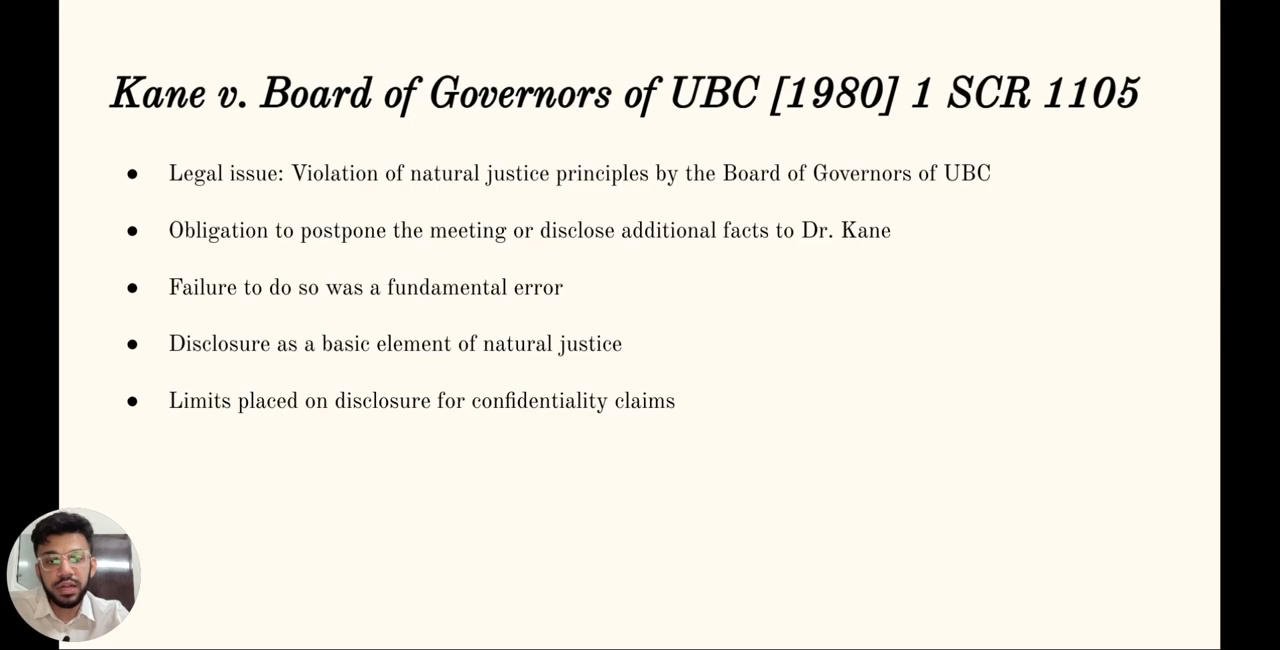 Kane v. Board of Governors of UBC [1980] 1 SCR 1105
● Legal issue: Violation of natural justice principles by the Board of Governors of UBC
● Obligation to postpone the meeting or disclose additional facts to Dr. Kane
● Failure to do so was a fundamental error
● Disclosure as a basic element of natural justice
● Limits placed on disclosure for confidentiality claims